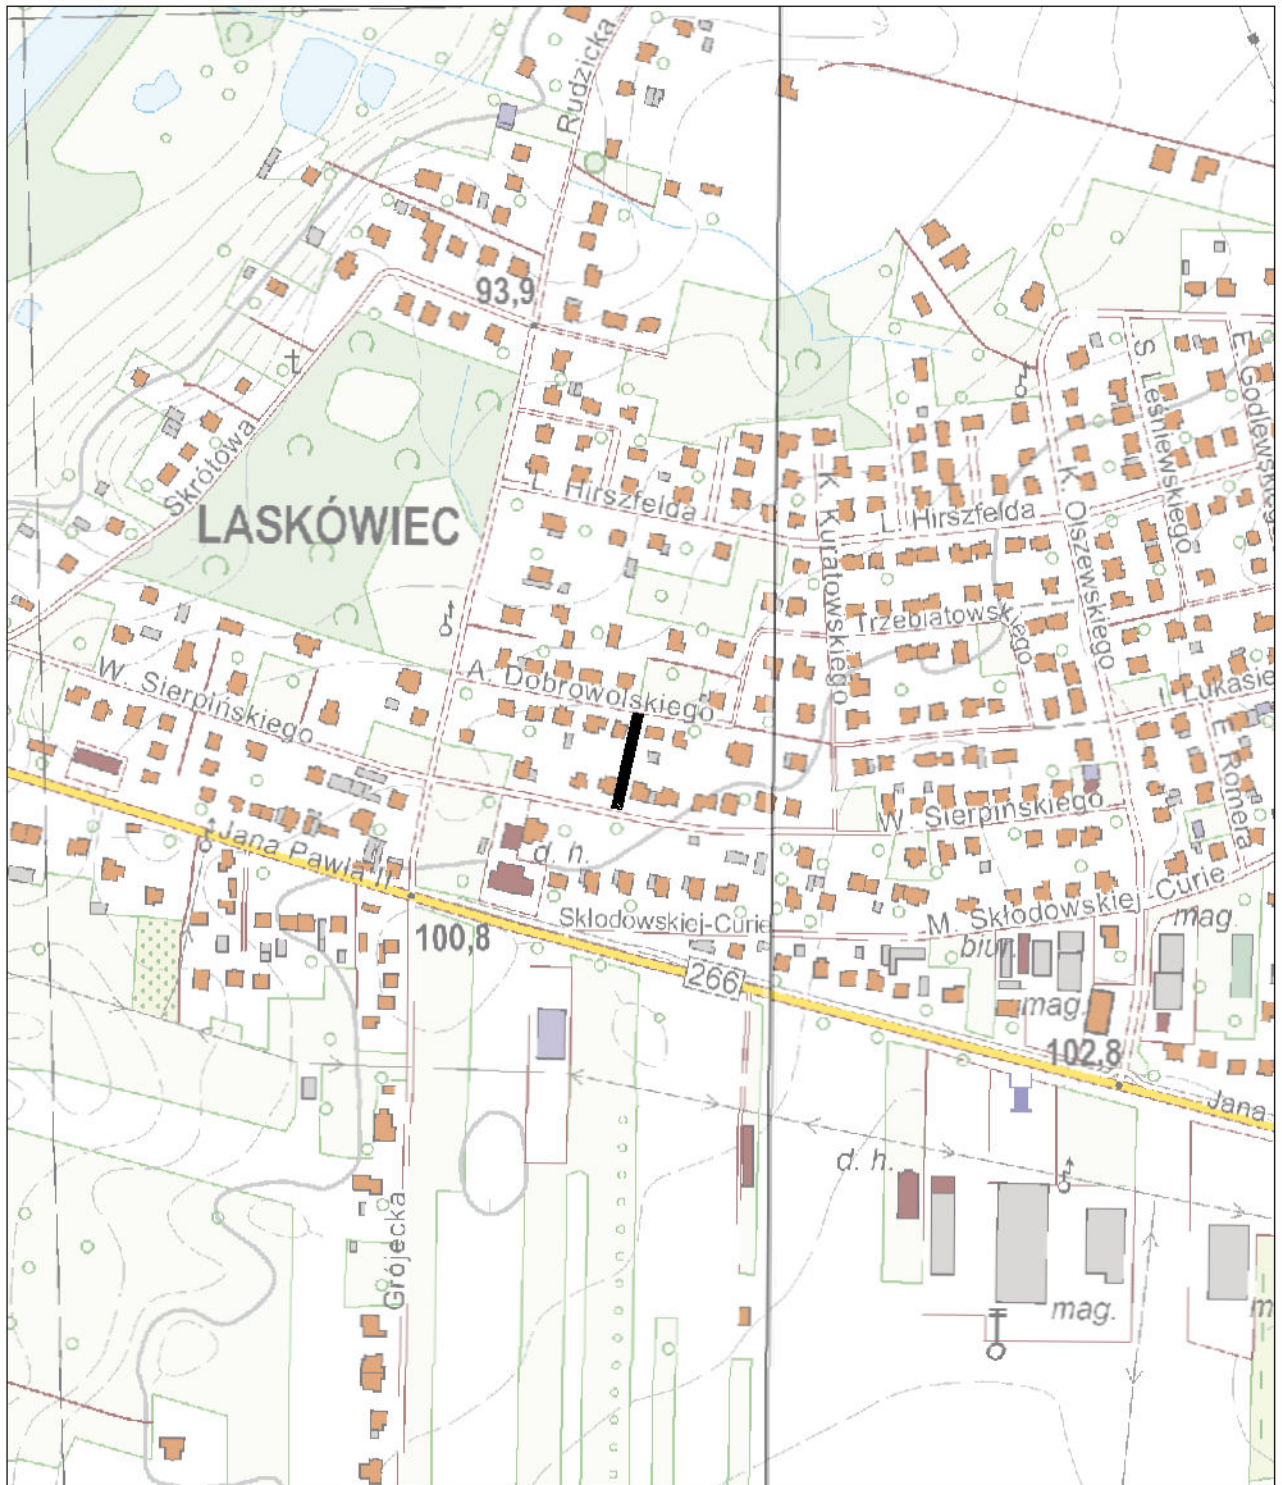 Rudzicka
93,9
S. Leśniewskiego
Skrótowa
LASKÓWIEC
L. Hirszfelda
K. Kuratowskiego
L. Hirszfelda
K. Olszewskiego
Trzebiatowskiego
W. Sierpińskiego
A. Dobrowolskiego
I. Łukasie
E. Romera
W. Sierpińskiego
Jana Pawła II
d. h.
Skłodowskiej-Curie
M. Skłodowskiej-Curie
mag.
100,8
biur.
266
mag.
102,8
Jana
d. h.
Grójecka
mag.
m